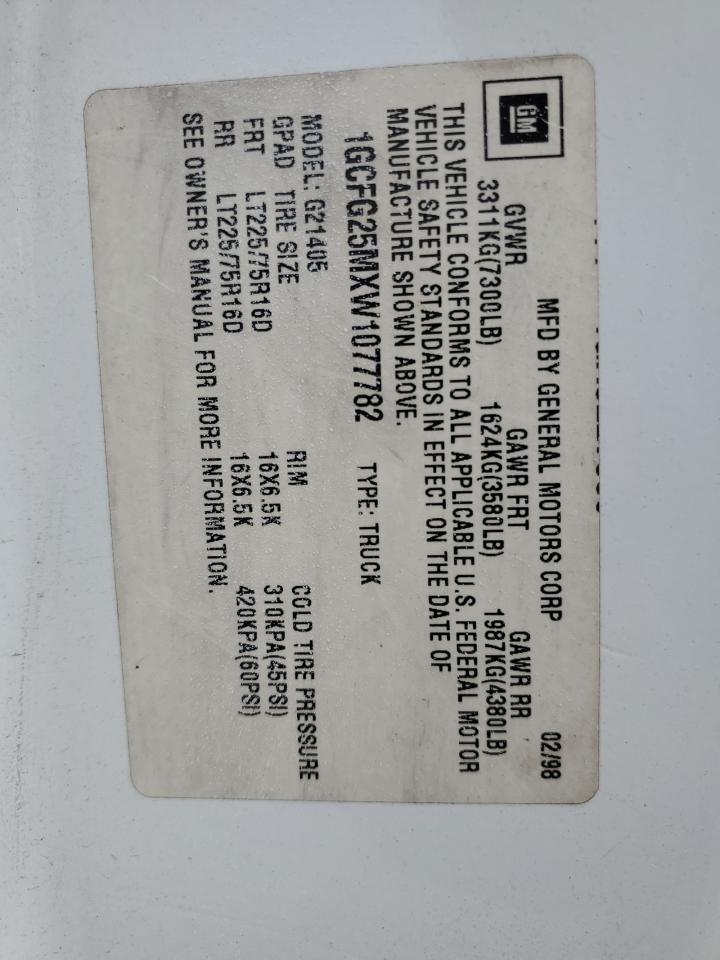 GM
MFD BY GENERAL MOTORS CORP 02/98
GVWR GAWR FRT GAWR RR
3311KG(7300LB) 1624KG(3580LB) 1987KG(4380LB)
THIS VEHICLE CONFORMS TO ALL APPLICABLE U.S. FEDERAL MOTOR
VEHICLE SAFETY STANDARDS IN EFFECT ON THE DATE OF
MANUFACTURE SHOWN ABOVE.
1GCFG25MXW1077782 TYPE: TRUCK
MODEL: G21405
GPAD TIRE SIZE RIM COLD TIRE PRESSURE
FRT LT225/75R16D 16X6.5K 310KPA(45PSI)
RR LT225/75R16D 16X6.5K 420KPA(60PSI)
SEE OWNER'S MANUAL FOR MORE INFORMATION.